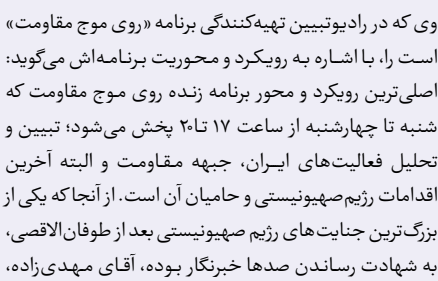 وی که در رادیوتبیین تهیه‌کنندگی برنامه «روی موج مقاومت»
است را، با اشاره به رویکرد و محوریت برنامه‌اش می‌گوید:
اصلی‌ترین رویکرد و محور برنامه زنده روی موج مقاومت که
شنبه تا چهارشنبه از ساعت ۱۷ تا۲۰ پخش می‌شود؛ تبیین و
تحلیل فعالیت‌های ایران، جبهه مقاومت و البته آخرین
اقدامات رژیم‌صهیونیستی و حامیان آن است. از آنجا که یکی از
بزرگ‌ترین جنایت‌های رژیم صهیونیستی بعد از طوفان‌الاقصی،
به شهادت رساندن صدها خبرنگار بوده، آقای مهدی‌زاده،